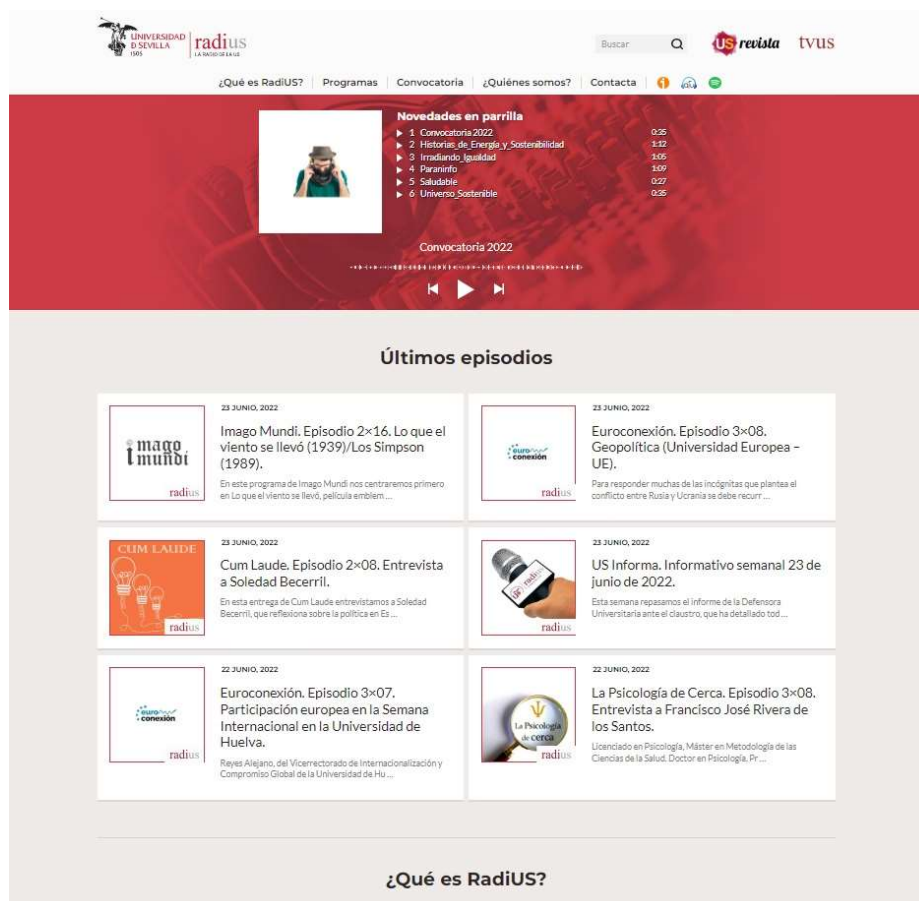 UNIVERSIDAD
D SEVILLA
1505
radius
LA RADIO DE LA US
Buscar
US revista
tvus
¿Qué es RadiUS? Programas Convocatoria ¿Quiénes somos? Contacta
Novedades en parrilla
1 Convocatoria 2022 0:35
2 Historias_de_Energía_y_Sostenibilidad 1:12
3 Irradiando_Igualdad 1:05
4 Paraninfo 1:09
5 Saludable 0:27
6 Universo_Sostenible 0:35
Convocatoria 2022
Últimos episodios
imago
mundi
radius
23 JUNIO, 2022
Imago Mundi. Episodio 2×16. Lo que el
viento se llevó (1939)/Los Simpson
(1989).
En este programa de Imago Mundi nos centraremos primero
en Lo que el viento se llevó, película emblem ...
euro
conexión
radius
23 JUNIO, 2022
Euroconexión. Episodio 3×08.
Geopolítica (Universidad Europea –
UE).
Para responder muchas de las incógnitas que plantea el
conflicto entre Rusia y Ucrania se debe recurr ...
CUM LAUDE
radius
23 JUNIO, 2022
Cum Laude. Episodio 2×08. Entrevista
a Soledad Becerril.
En esta entrega de Cum Laude entrevistamos a Soledad
Becerril, que reflexiona sobre la política en Es ...
radius
radius
23 JUNIO, 2022
US Informa. Informativo semanal 23 de
junio de 2022.
Esta semana repasamos el informe de la Defensora
Universitaria ante el claustro, que ha detallado tod ...
euro
conexión
radius
22 JUNIO, 2022
Euroconexión. Episodio 3×07.
Participación europea en la Semana
Internacional en la Universidad de
Huelva.
Reyes Alejano, del Vicerrectorado de Internacionalización y
Compromiso Global de la Universidad de Hu ...
La Psicología
de cerca
radius
22 JUNIO, 2022
La Psicología de Cerca. Episodio 3×08.
Entrevista a Francisco José Rivera de
los Santos.
Licenciado en Psicología, Máster en Metodología de las
Ciencias de la Salud. Doctor en Psicología, Pr ...
¿Qué es RadiUS?